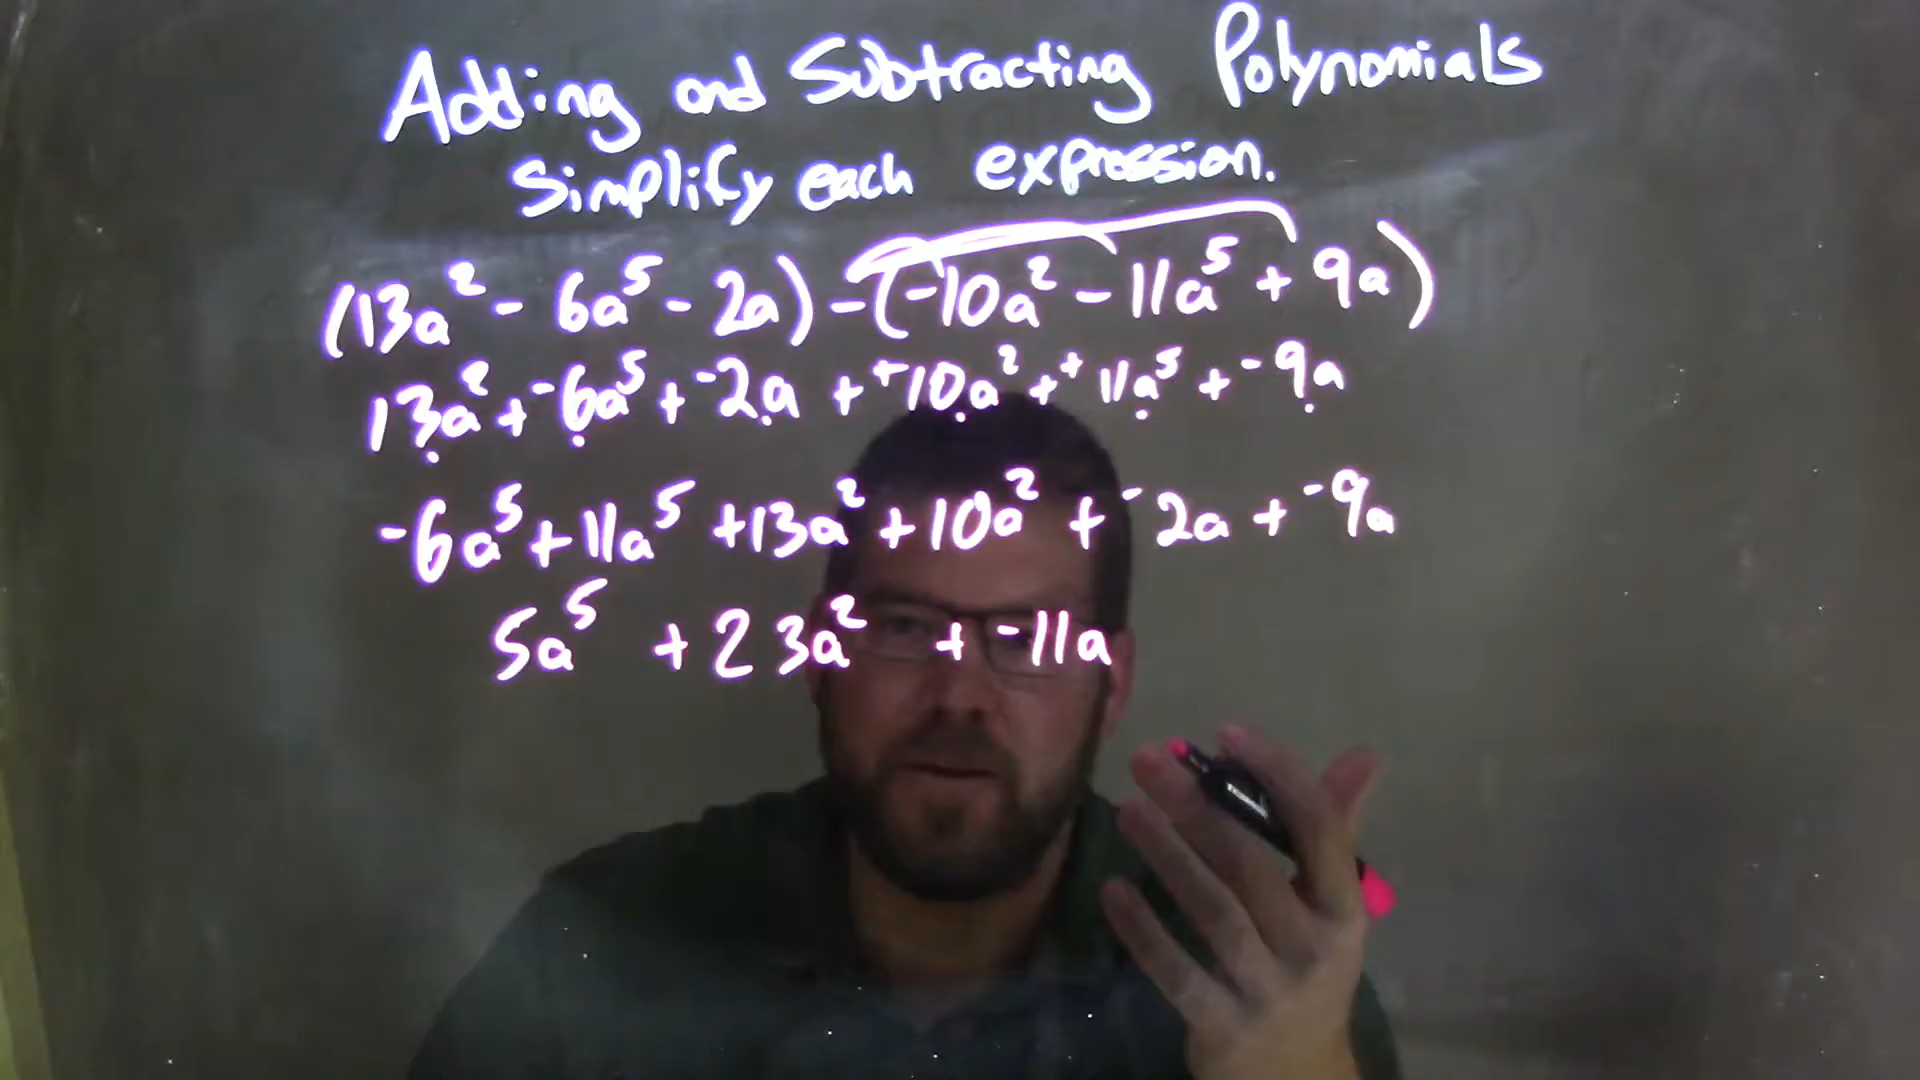 Adding and Subtracting Polynomials
Simplify each expression.
(13a² - 6a⁵ - 2a) - (-10a² - 11a⁵ + 9a)
13a² + ⁻6a⁵ + ⁻2a + ⁺10a² + ⁺11a⁵ + ⁻9a
⁻6a⁵ + 11a⁵ + 13a² + 10a² + ⁻2a + ⁻9a
5a⁵ + 23a² + ⁻11a